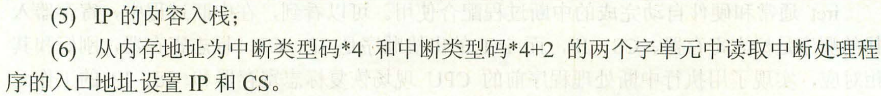 (5) IP 的内容入栈；
(6) 从内存地址为中断类型码*4 和中断类型码*4+2 的两个字单元中读取中断处理程
序的入口地址设置 IP 和 CS。